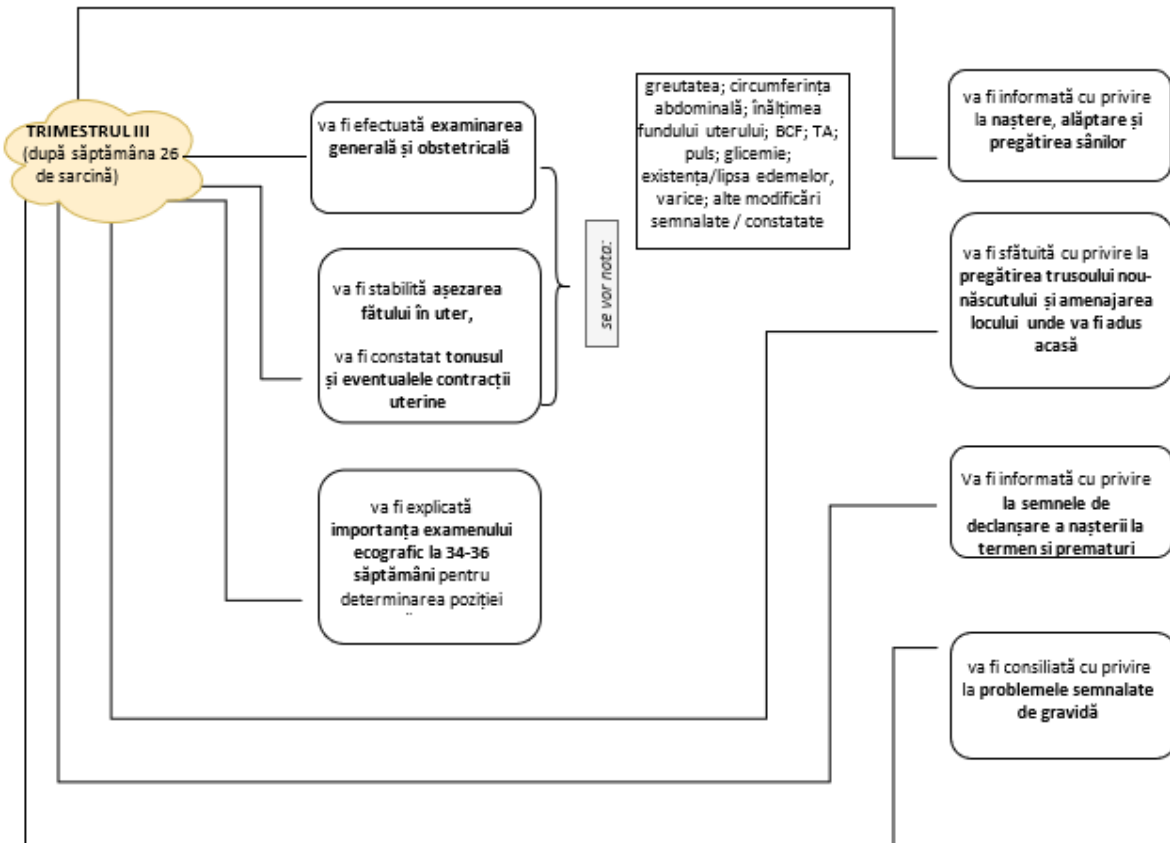 TRIMESTRUL III
(după săptămâna 26
de sarcină)
va fi efectuată examinarea
generală și obstetricală
va fi stabilită așezarea
fătului în uter,
va fi constatat tonusul
și eventualele contracții
uterine
va fi explicată
importanța examenului
ecografic la 34-36
săptămâni pentru
determinarea poziției
se vor nota:
greutatea; circumferința
abdominală; înălțimea
fundului uterului; BCF; TA;
puls; glicemie;
existența/lipsa edemelor,
varice; alte modificări
semnalate / constatate
va fi informată cu privire
la naștere, alăptare și
pregătirea sânilor
va fi sfătuită cu privire la
pregătirea trusoului nou-
născutului și amenajarea
locului unde va fi adus
acasă
Va fi informată cu privire
la semnele de
declanșare a nașterii la
termen si prematuri
va fi consiliată cu privire
la problemele semnalate
de gravidă